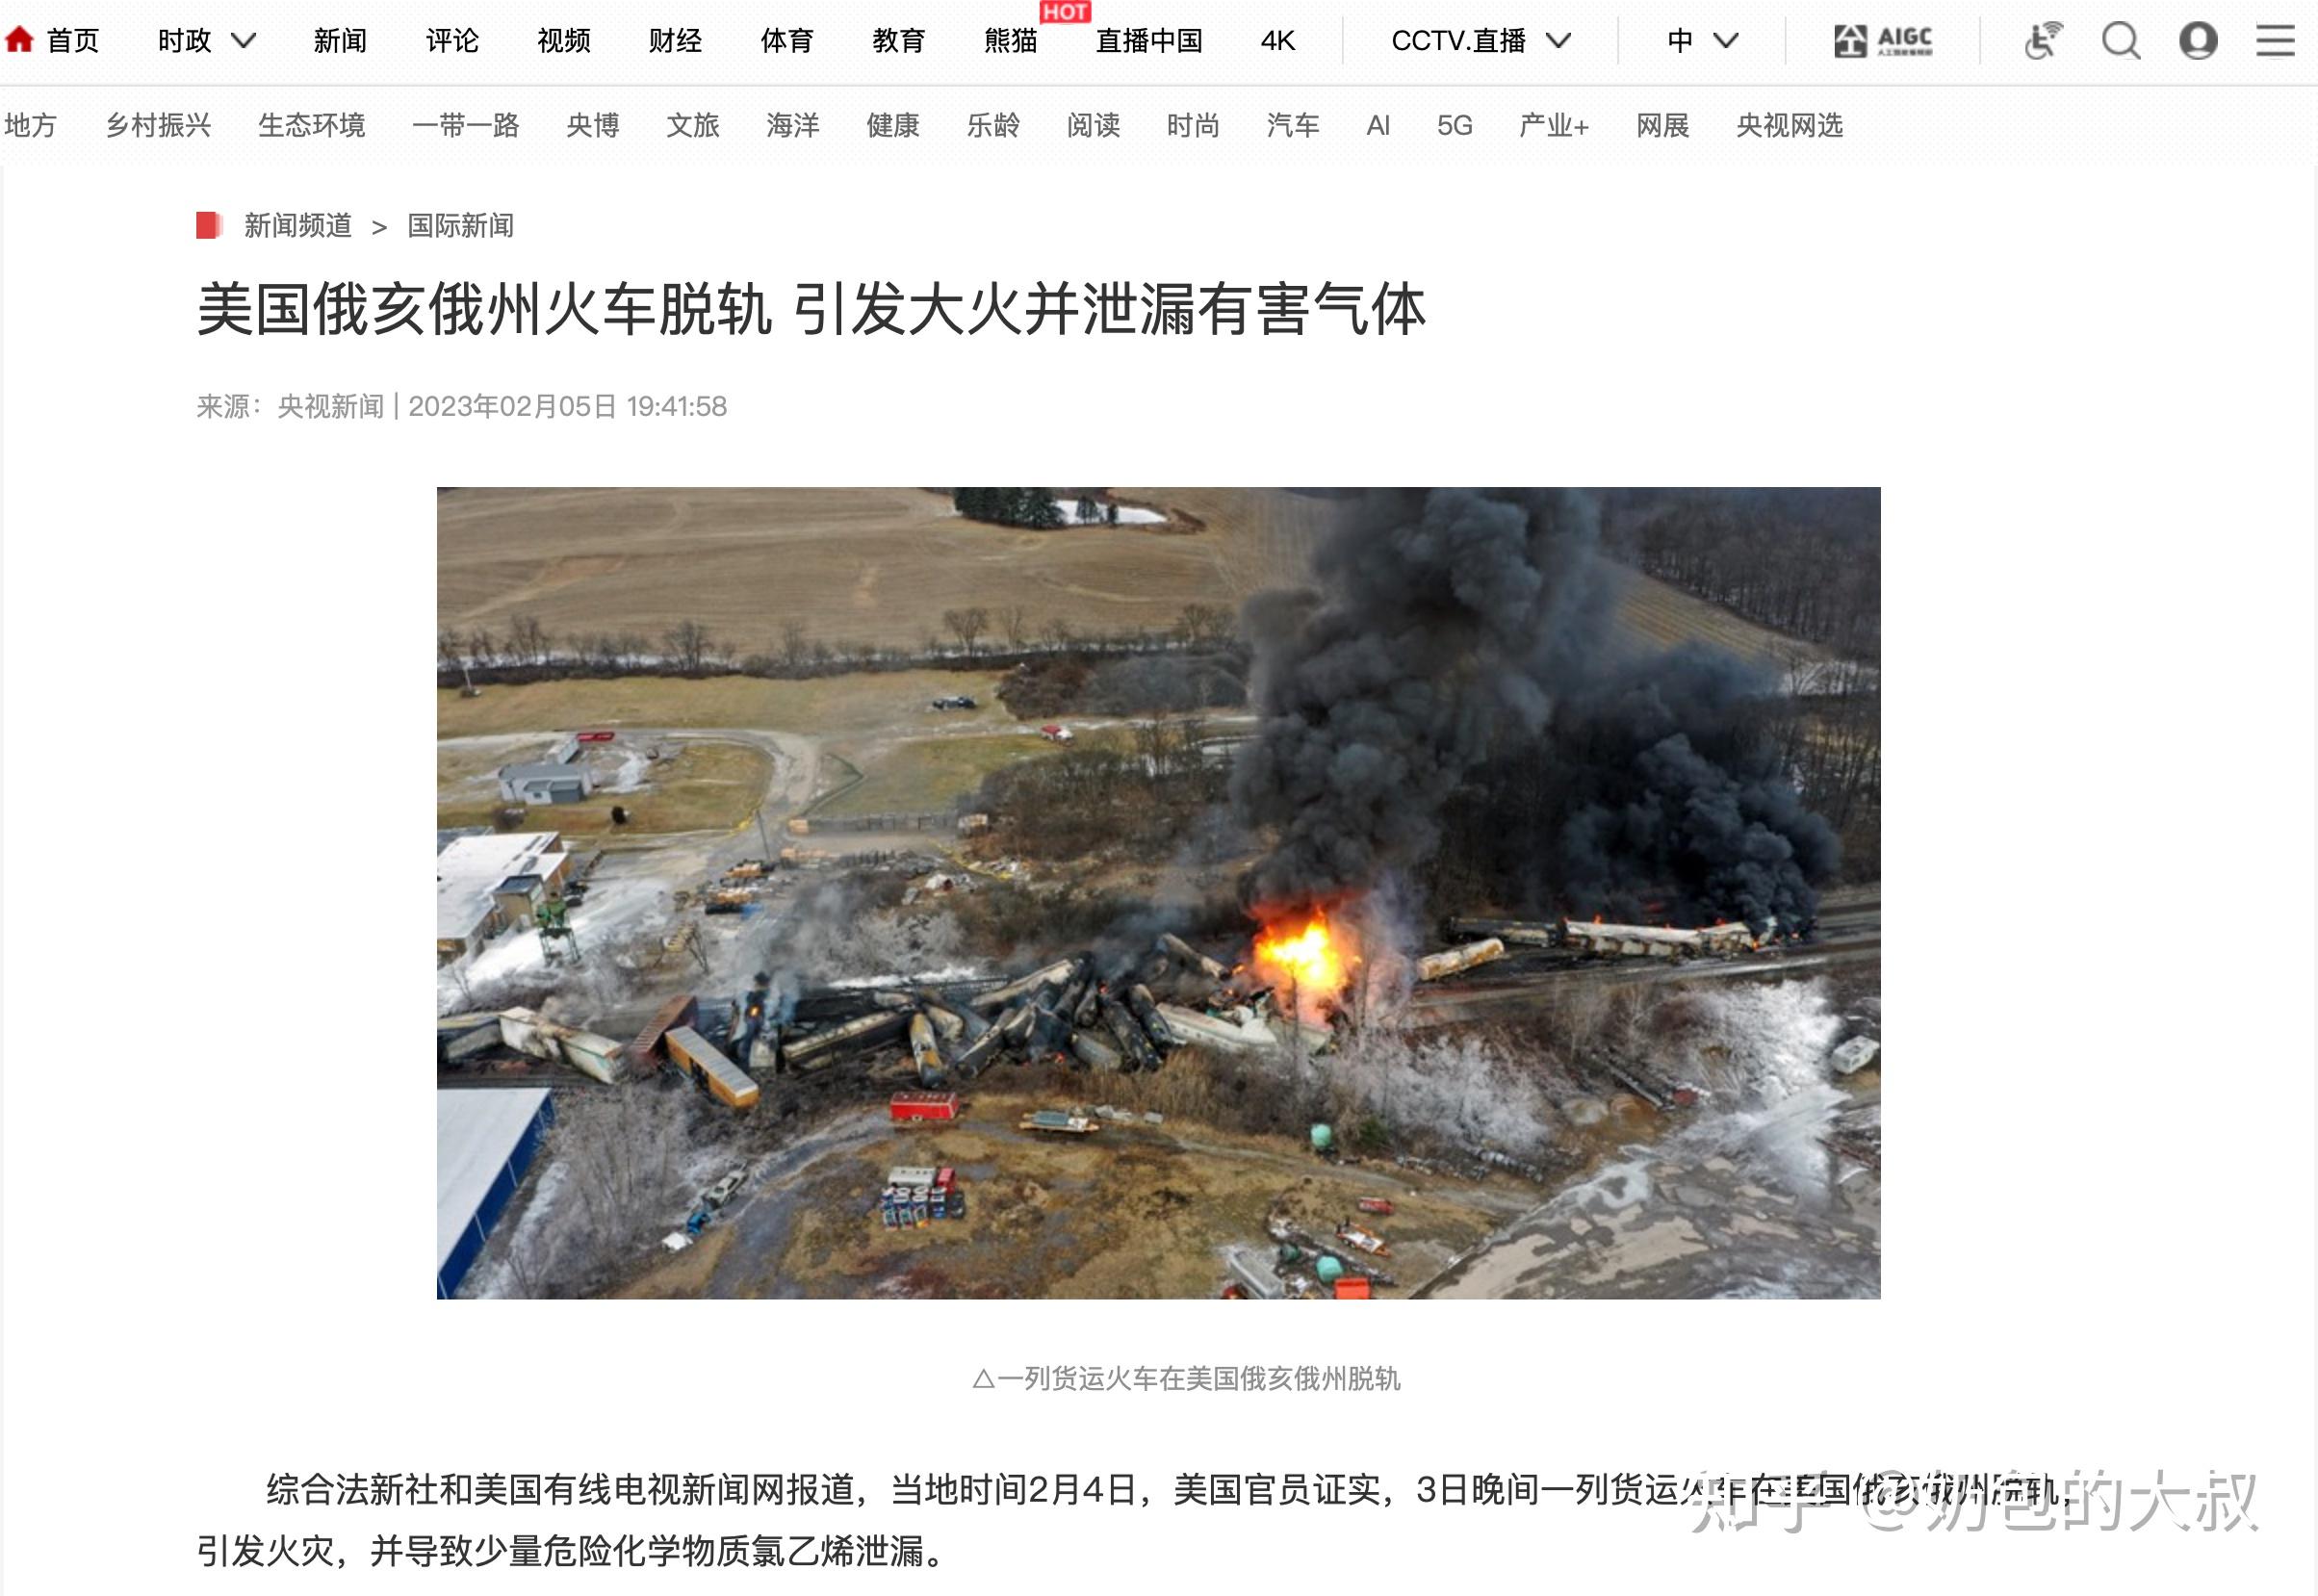 首页 时政 新闻 评论 视频 财经 体育 教育 熊猫 HOT 直播中国 4K CCTV.直播 中 AIGC
地方 乡村振兴 生态环境 一带一路 央博 文旅 海洋 健康 乐龄 阅读 时尚 汽车 AI 5G 产业+ 网展 央视网选
新闻频道 > 国际新闻
美国俄亥俄州火车脱轨 引发大火并泄漏有害气体
来源：央视新闻 | 2023年02月05日 19:41:58
△一列货运火车在美国俄亥俄州脱轨
综合法新社和美国有线电视新闻网报道，当地时间2月4日，美国官员证实，3日晚间一列货运火车在美国俄亥俄州脱轨，
引发火灾，并导致少量危险化学物质氯乙烯泄漏。
知乎 @奶包的大叔